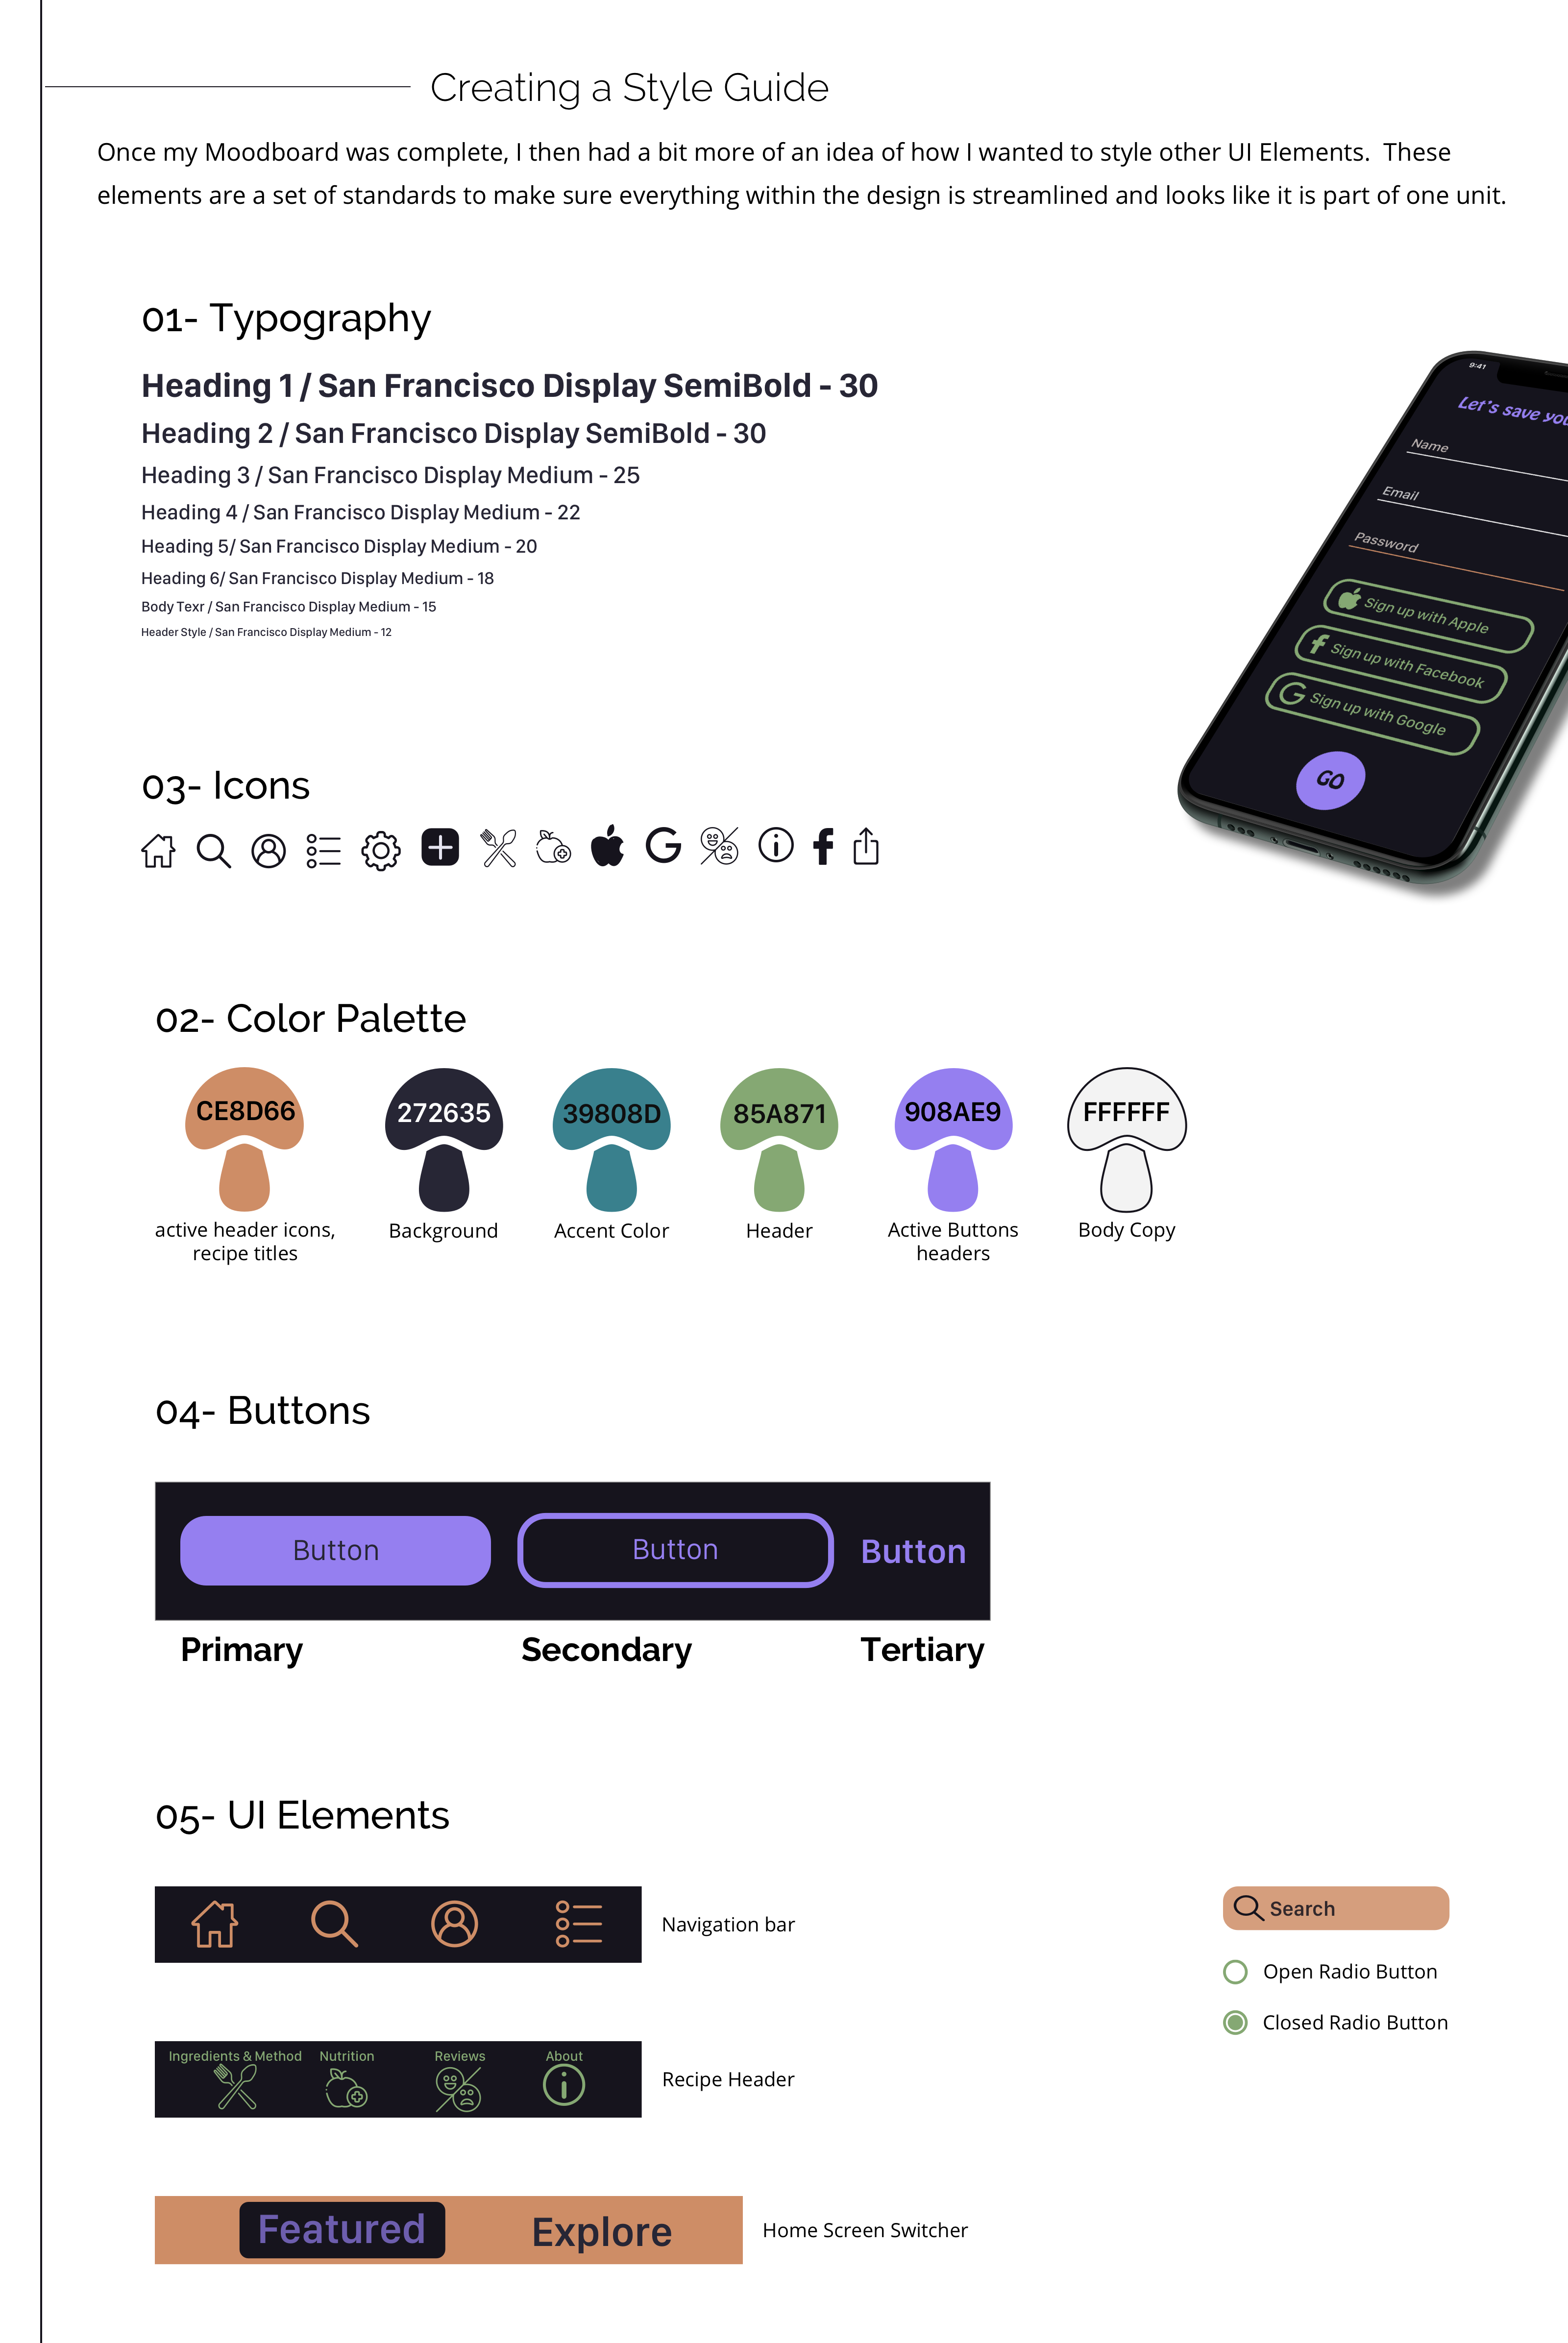 Creating a Style Guide
Once my Moodboard was complete, I then had a bit more of an idea of how I wanted to style other UI Elements.  These
elements are a set of standards to make sure everything within the design is streamlined and looks like it is part of one unit.
01- Typography
Heading 1 / San Francisco Display SemiBold - 30
Heading 2 / San Francisco Display SemiBold - 30
Heading 3 / San Francisco Display Medium - 25
Heading 4 / San Francisco Display Medium - 22
Heading 5/ San Francisco Display Medium - 20
Heading 6/ San Francisco Display Medium - 18
Body Texr / San Francisco Display Medium - 15
Header Style / San Francisco Display Medium - 12
9:41
Let's save
Name
Email
Password
Sign up with Apple
f Sign up with Facebook
G Sign up with Google
GO
03- Icons
G f
02- Color Palette
CE8D66 272635 39808D 85A871 908AE9 FFFFFF
active header icons, Background Accent Color Header Active Buttons Body Copy
recipe titles headers
04- Buttons
Button Button Button
Primary Secondary Tertiary
05- UI Elements
Navigation bar
Search
Open Radio Button
Closed Radio Button
Ingredients & Method Nutrition Reviews About
Recipe Header
Featured Explore
Home Screen Switcher